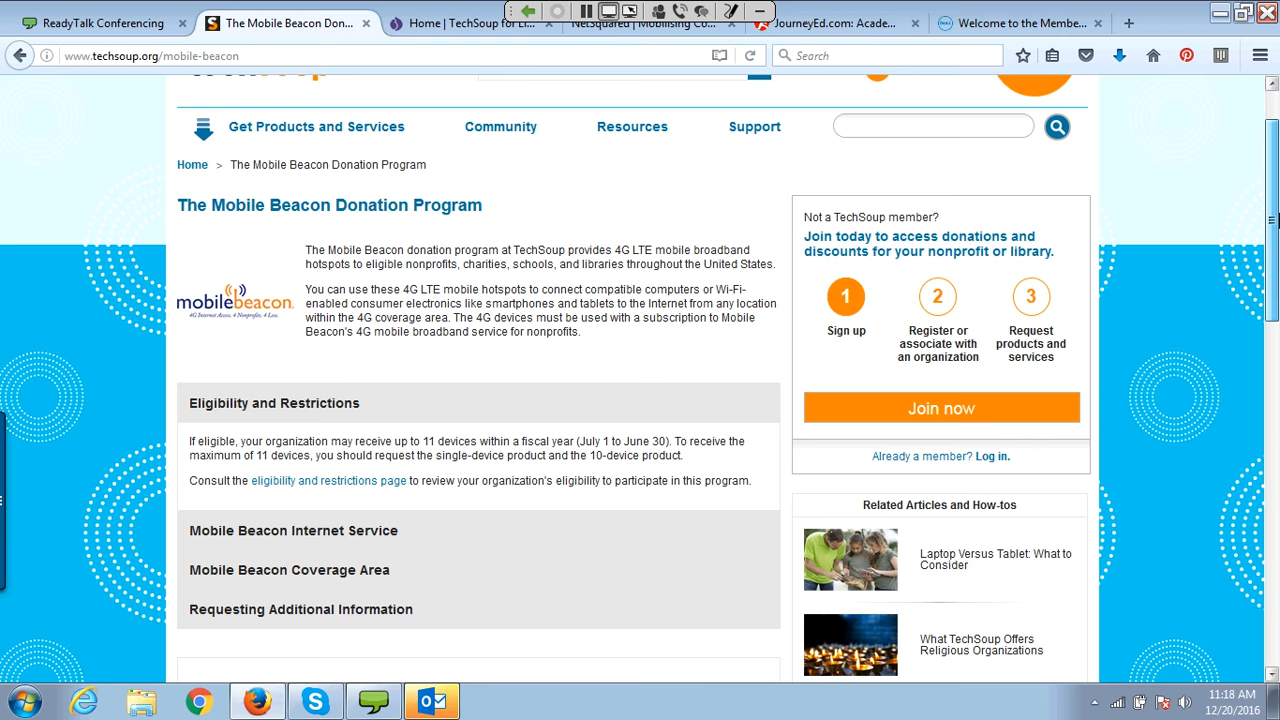 ReadyTalk Conferencing
The Mobile Beacon Don...
Home | TechSoup for Li...
NetSquared | Mobilising Co...
JourneyEd.com: Acade...
Welcome to the Membe...
www.techsoup.org/mobile-beacon
Search
Get Products and Services
Community
Resources
Support
Home > The Mobile Beacon Donation Program
The Mobile Beacon Donation Program
mobilebeacon.
4G Internet Access. 4 Nonprofits. 4 Less.
The Mobile Beacon donation program at TechSoup provides 4G LTE mobile broadband
hotspots to eligible nonprofits, charities, schools, and libraries throughout the United States.
You can use these 4G LTE mobile hotspots to connect compatible computers or Wi-Fi-
enabled consumer electronics like smartphones and tablets to the Internet from any location
within the 4G coverage area. The 4G devices must be used with a subscription to Mobile
Beacon's 4G mobile broadband service for nonprofits.
Eligibility and Restrictions
If eligible, your organization may receive up to 11 devices within a fiscal year (July 1 to June 30). To receive the
maximum of 11 devices, you should request the single-device product and the 10-device product.
Consult the eligibility and restrictions page to review your organization's eligibility to participate in this program.
Mobile Beacon Internet Service
Mobile Beacon Coverage Area
Requesting Additional Information
Not a TechSoup member?
Join today to access donations and
discounts for your nonprofit or library.
1
2
3
Sign up
Register or
associate with
an organization
Request
products and
services
Join now
Already a member? Log in.
Related Articles and How-tos
Laptop Versus Tablet: What to
Consider
What TechSoup Offers
Religious Organizations
11:18 AM
12/20/2016